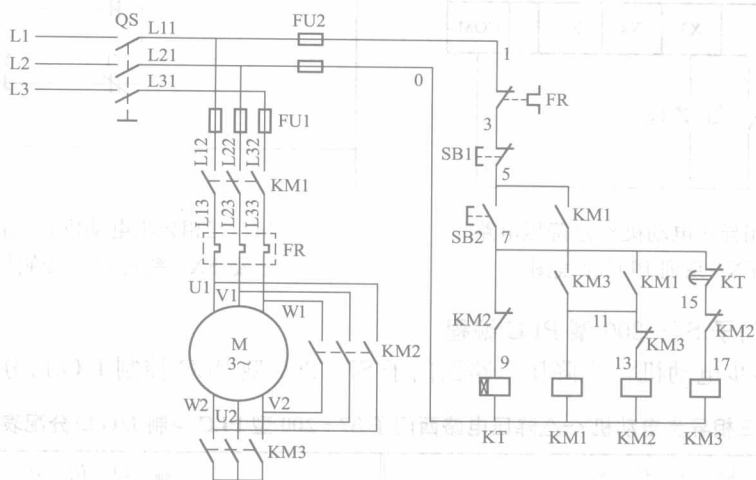 QS
L1
L2
L3
L11
L21
L31
FU2
1
0
FR
3
SB1
5
FU1
L12
L22
L32
KM1
L13
L23
L33
FR
SB2
7
KM1
KM3
KM1
KT
15
U1
V1
W1
M
3~
KM2
KM2
11
KM3
KM2
9
13
17
W2
U2
V2
KM3
KT
KM1
KM2
KM3